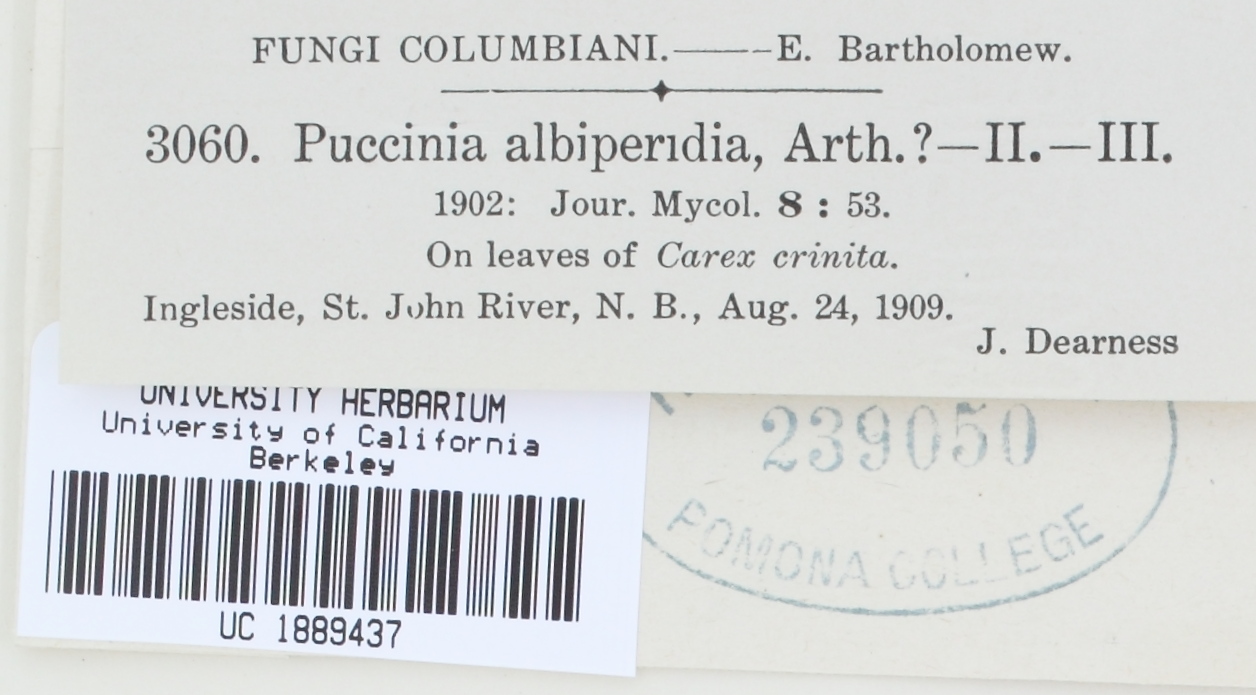 FUNGI COLUMBIANI.——–E. Bartholomew.
3060. Puccinia albiperidia, Arth.?—II.—III.
1902: Jour. Mycol. 8 : 53.
On leaves of Carex crinita.
Ingleside, St. John River, N. B., Aug. 24, 1909.
J. Dearness
UNIVERSITY HERBARIUM
University of California
Berkeley
UC 1889437
239050
POMONA COLLEGE